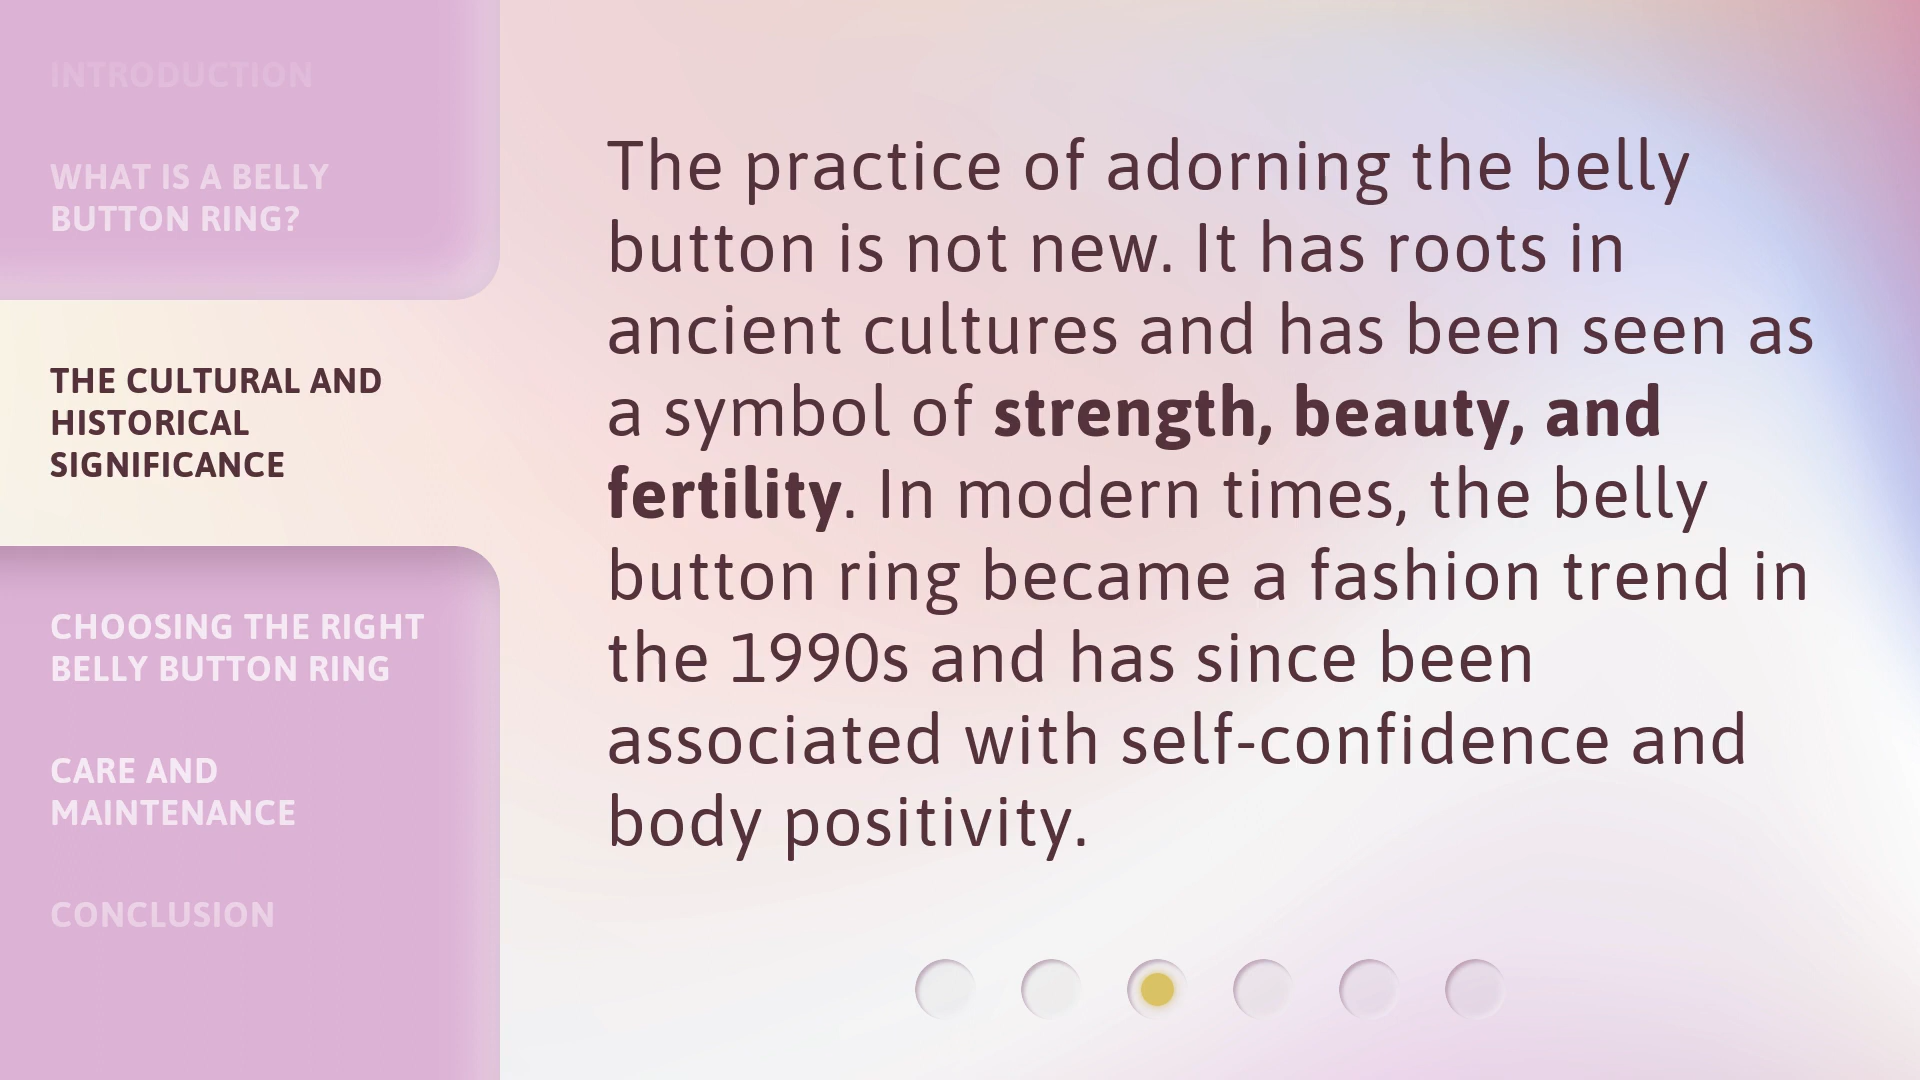 INTRODUCTION
WHAT IS A BELLY
BUTTON RING?
THE CULTURAL AND
HISTORICAL
SIGNIFICANCE
CHOOSING THE RIGHT
BELLY BUTTON RING
CARE AND
MAINTENANCE
CONCLUSION
The practice of adorning the belly
button is not new. It has roots in
ancient cultures and has been seen as
a symbol of strength, beauty, and
fertility. In modern times, the belly
button ring became a fashion trend in
the 1990s and has since been
associated with self-confidence and
body positivity.